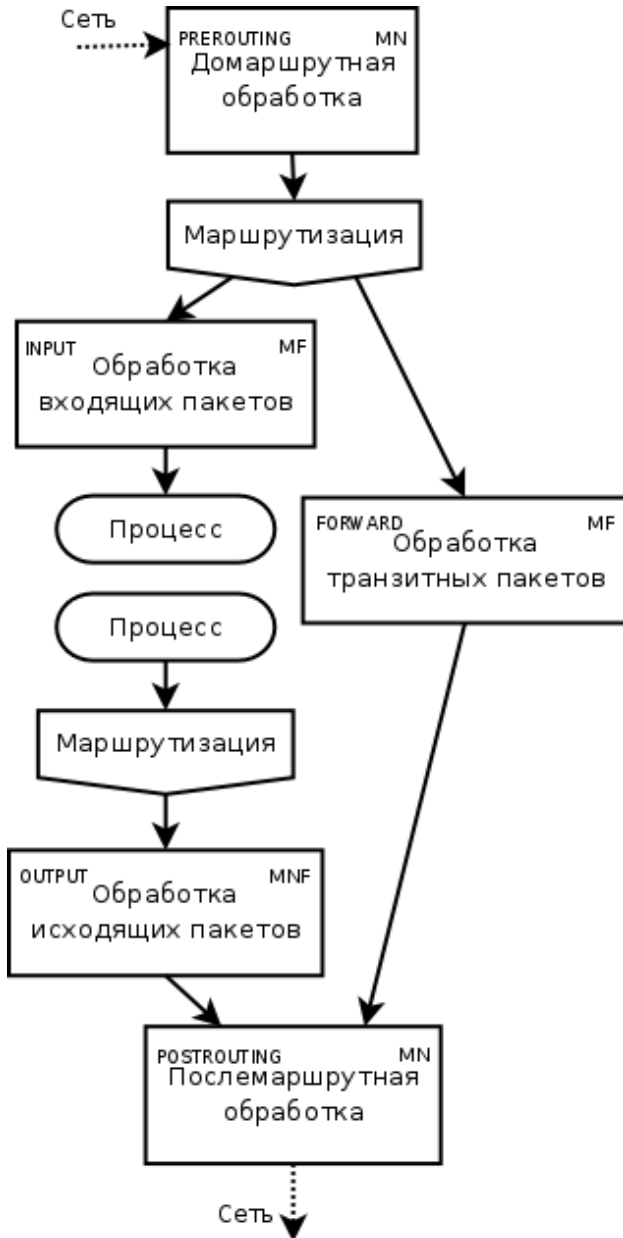 Сеть
PREROUTING MN
Домаршрутная
обработка
Маршрутизация
INPUT MF
Обработка
входящих пакетов
Процесс
FORWARD MF
Обработка
транзитных пакетов
Процесс
Маршрутизация
OUTPUT MNF
Обработка
исходящих пакетов
POSTROUTING MN
Послемаршрутная
обработка
Сеть